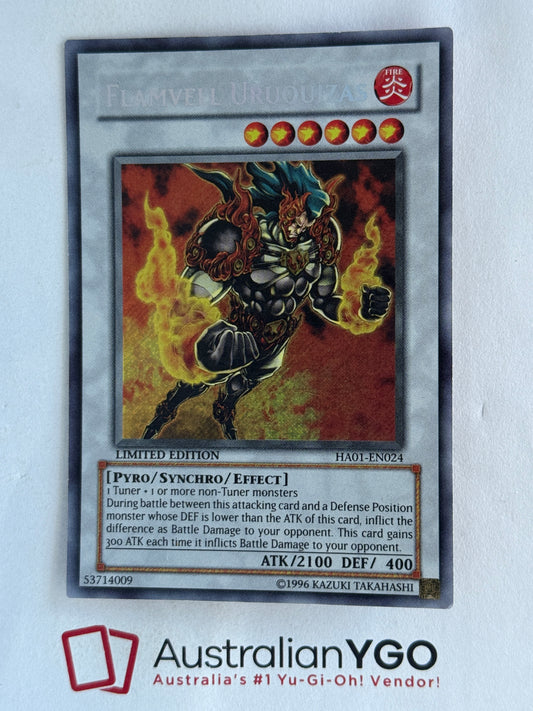 FLAMVELL URUQUIZAS
FIRE
炎
LIMITED EDITION
HA01-EN024
[PYRO/SYNCHRO/EFFECT]
1 Tuner + 1 or more non-Tuner monsters
During battle between this attacking card and a Defense Position
monster whose DEF is lower than the ATK of this card, inflict the
difference as Battle Damage to your opponent. This card gains
300 ATK each time it inflicts Battle Damage to your opponent.
ATK/2100 DEF/ 400
53714009
©1996 KAZUKI TAKAHASHI
AustralianYGO
Australia's #1 Yu-Gi-Oh! Vendor!